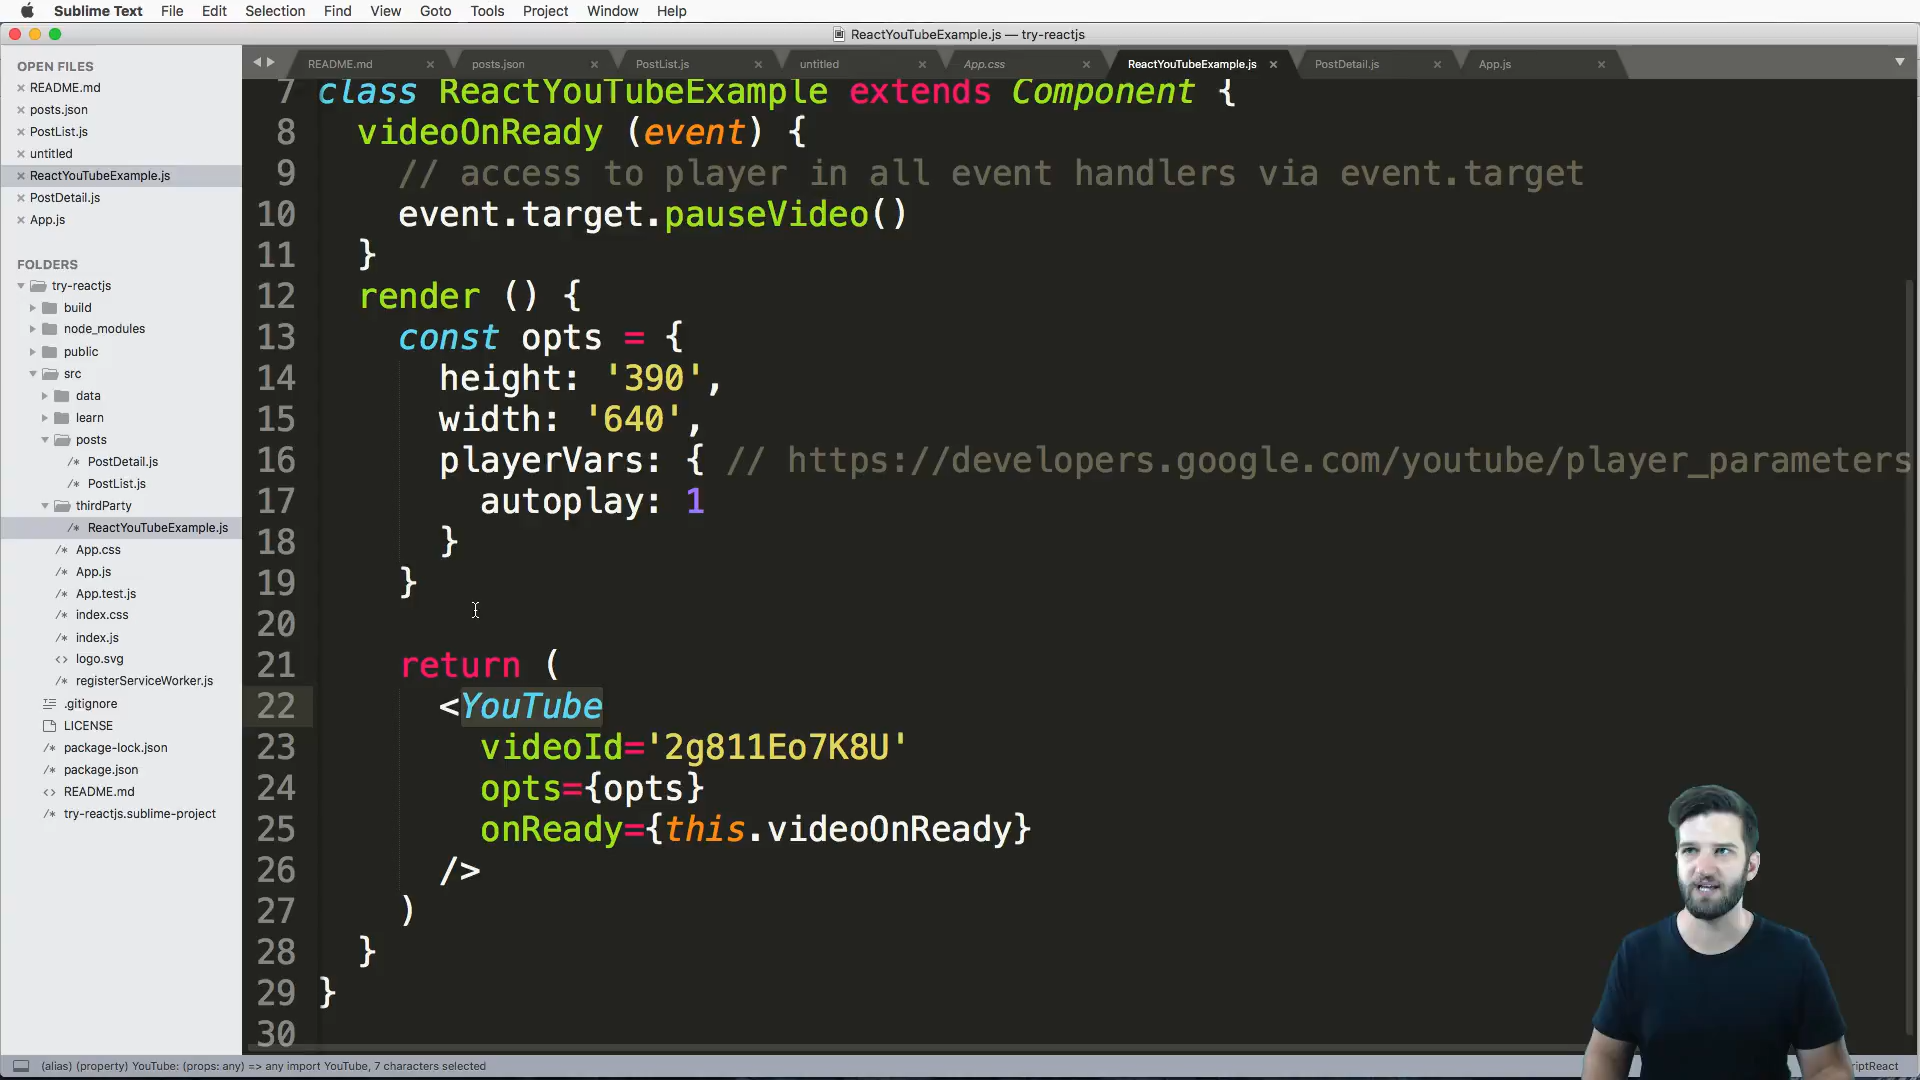 Sublime Text File Edit Selection Find View Goto Tools Project Window Help
ReactYouTubeExample.js — try-reactjs
README.md posts.json PostList.js untitled App.css ReactYouTubeExample.js PostDetail.js App.js
OPEN FILES
README.md
posts.json
PostList.js
untitled
ReactYouTubeExample.js
PostDetail.js
App.js
FOLDERS
try-reactjs
build
node_modules
public
src
data
learn
posts
/* PostDetail.js
/* PostList.js
thirdParty
/* ReactYouTubeExample.js
/* App.css
/* App.js
/* App.test.js
/* index.css
/* index.js
<> logo.svg
/* registerServiceWorker.js
.gitignore
LICENSE
/* package-lock.json
/* package.json
<> README.md
/* try-reactjs.sublime-project
7 class ReactYouTubeExample extends Component {
8 videoOnReady (event) {
9 // access to player in all event handlers via event.target
10 event.target.pauseVideo()
11 }
12 render () {
13 const opts = {
14 height: '390',
15 width: '640',
16 playerVars: { // https://developers.google.com/youtube/player_parameters
17 autoplay: 1
18 }
19 }
20
21 return (
22 <YouTube
23 videoId='2g811Eo7K8U'
24 opts={opts}
25 onReady={this.videoOnReady}
26 />
27 )
28 }
29 }
30
(alias) (property) YouTube: (props: any) => any import YouTube, 7 characters selected
iptReact